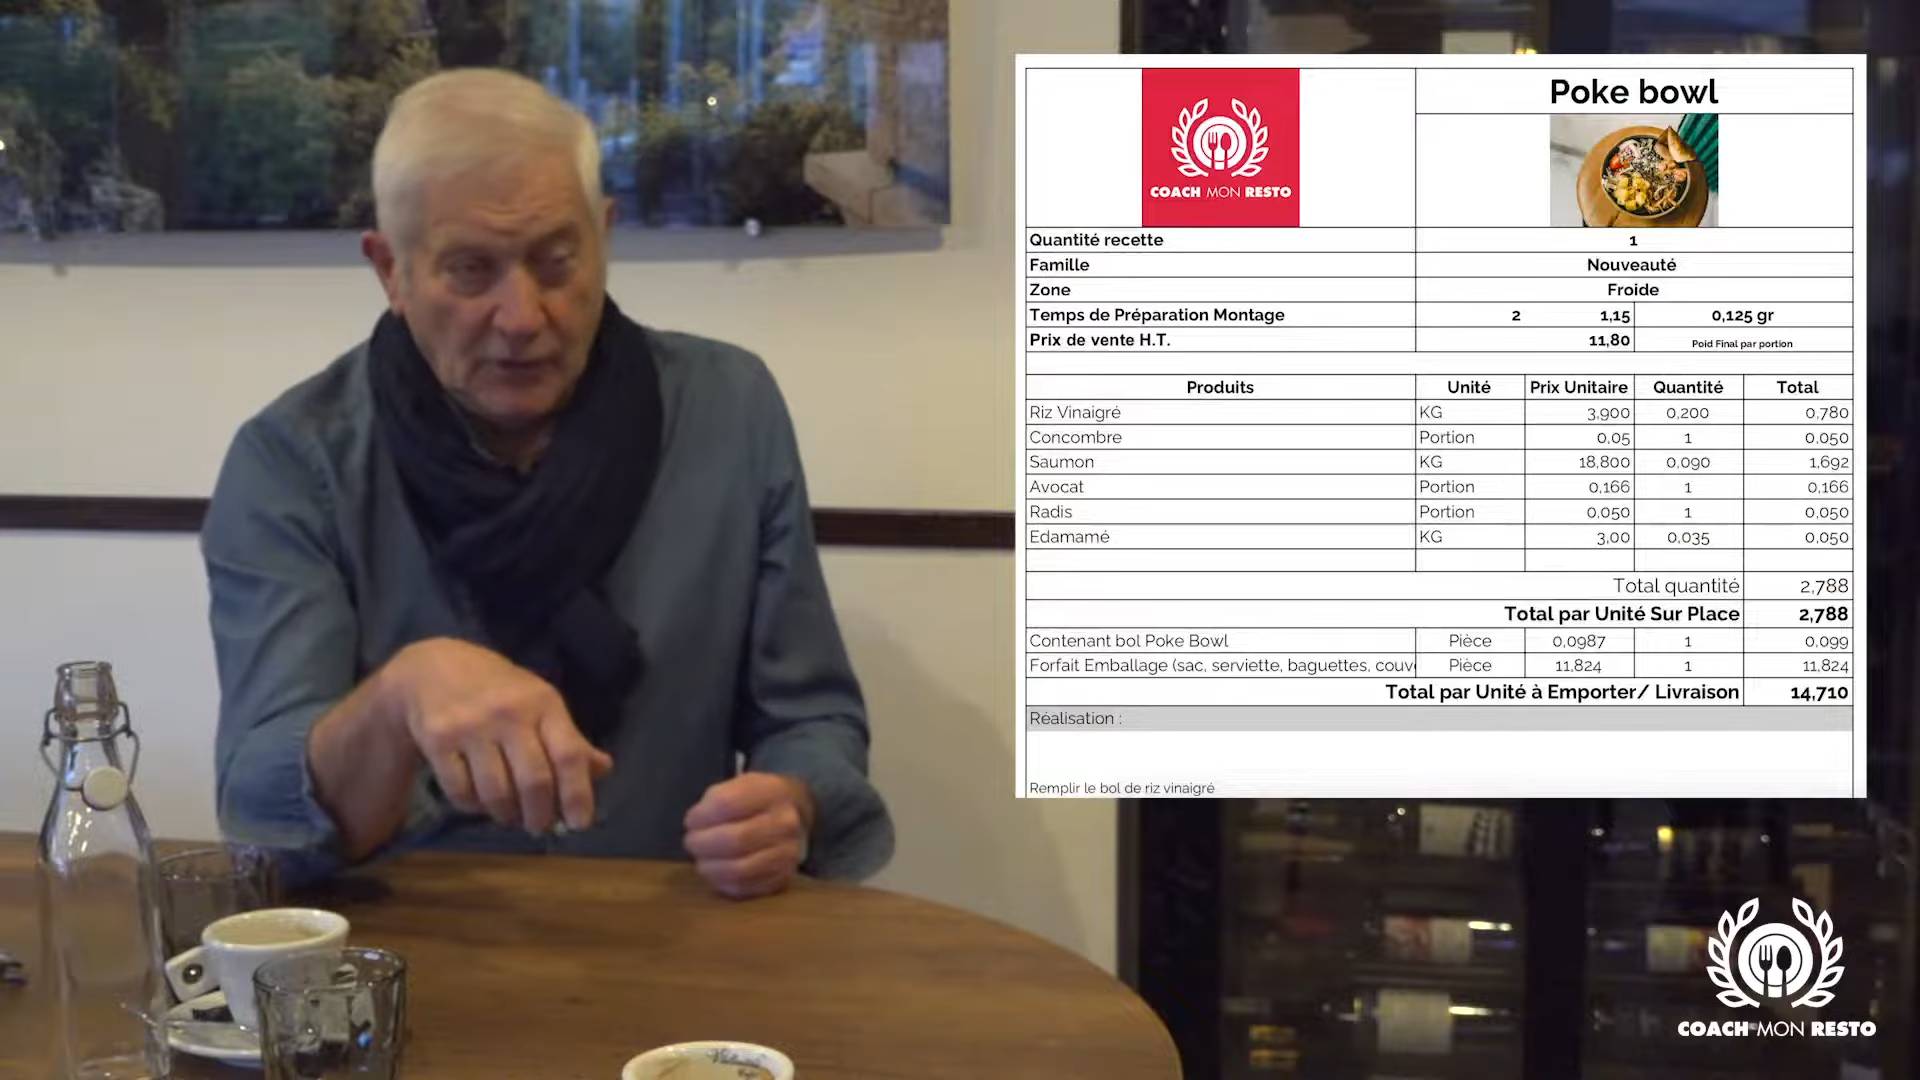 Poke bowl
COACH MON RESTO
Quantité recette 1
Famille Nouveauté
Zone Froide
Temps de Préparation Montage 2 1,15 0,125 gr
Prix de vente H.T. 11,80 Poid Final par portion
Produits Unité Prix Unitaire Quantité Total
Riz Vinaigré KG 3,900 0,200 0,780
Concombre Portion 0,05 1 0,050
Saumon KG 18,800 0,090 1,692
Avocat Portion 0,166 1 0,166
Radis Portion 0,050 1 0,050
Edamamé KG 3,00 0,035 0,050
Total quantité 2,788
Total par Unité Sur Place 2,788
Contenant bol Poke Bowl Pièce 0,0987 1 0,099
Forfait Emballage (sac, serviette, baguettes, couv Pièce 11,824 1 11,824
Total par Unité à Emporter/ Livraison 14,710
Réalisation :
Remplir le bol de riz vinaigré
COACH MON RESTO